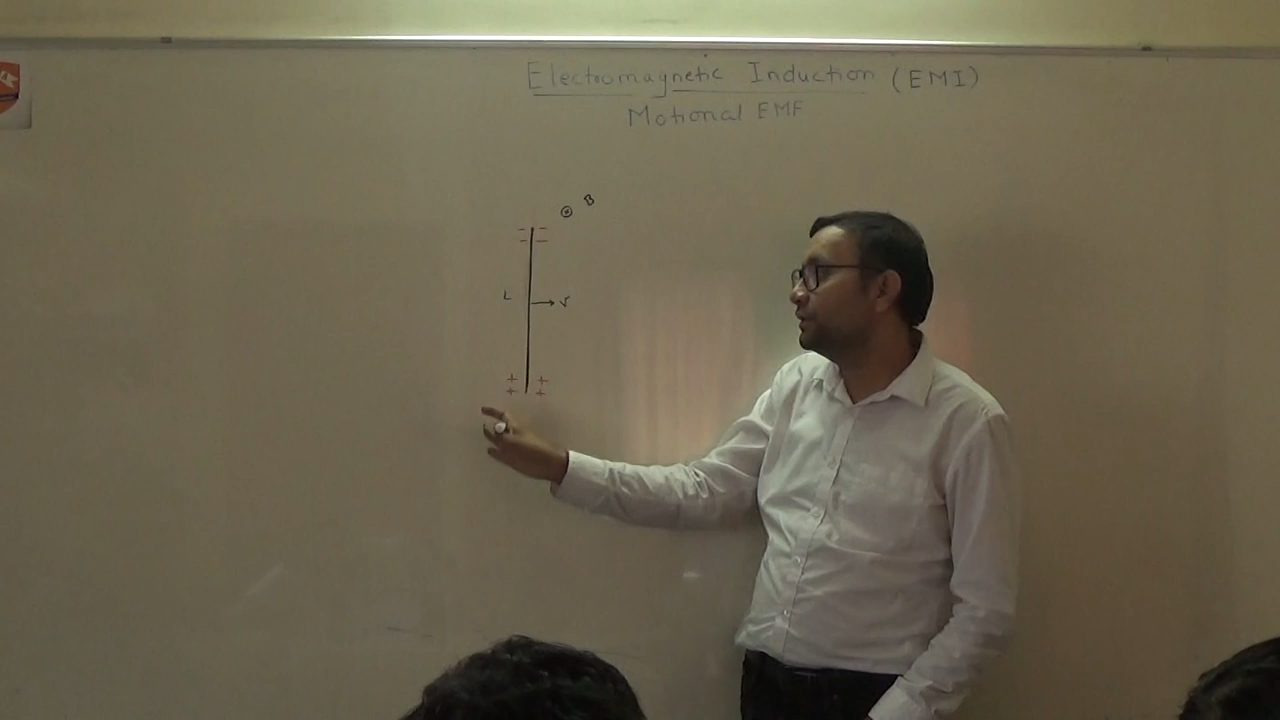 Electromagnetic Induction (EMI)
Motional EMF
B
- -
- -
L
v
+ +
+ +